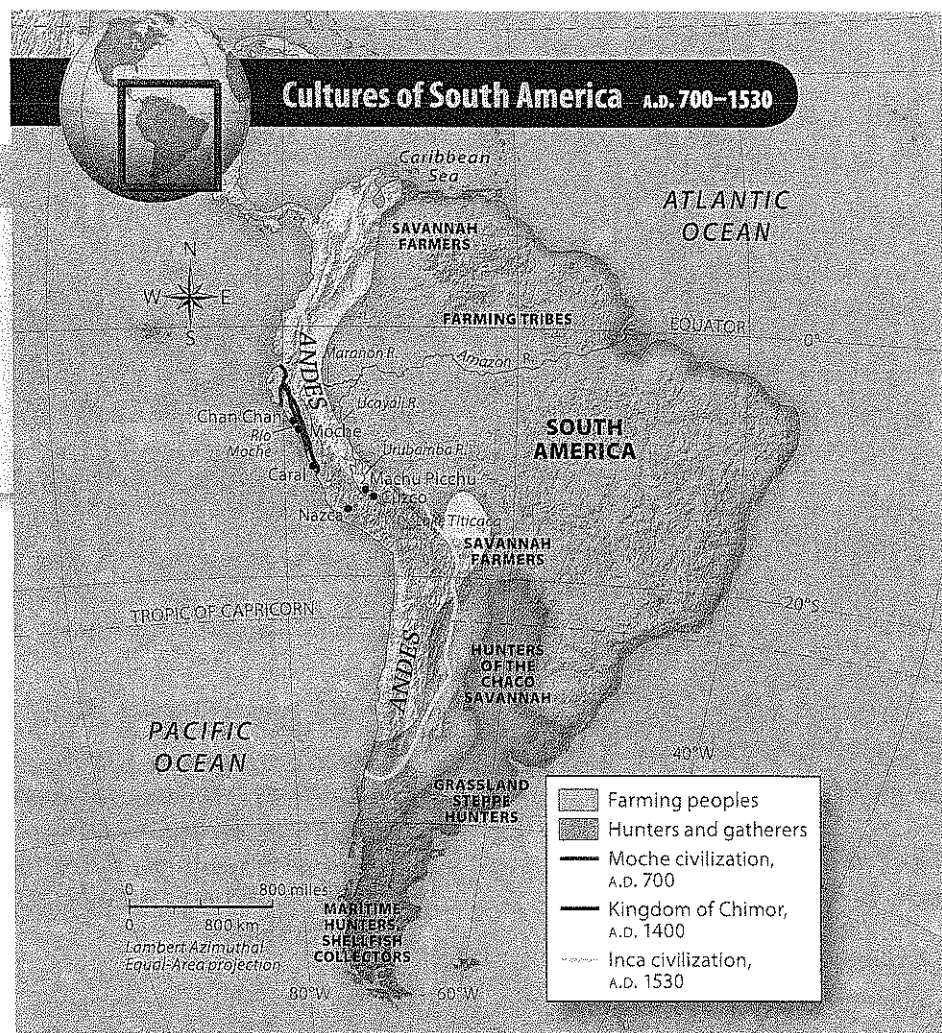 Cultures of South America A.D. 700–1530
Caribbean
Sea
ATLANTIC
OCEAN
SAVANNAH
FARMERS
N
W E
S
FARMING TRIBES
EQUATOR
0°
Maranon R.
Amazon R.
ANDES
Ucayali R.
Chan Chan
Rio
Moche
Moche
SOUTH
AMERICA
Urubamba R.
Caral
Machu Picchu
Cuzco
Nazca
Lake Titicaca
SAVANNAH
FARMERS
20°S
TROPIC OF CAPRICORN
ANDES
HUNTERS
OF THE
CHACO
SAVANNAH
PACIFIC
OCEAN
40°W
GRASSLAND
STEPPE
HUNTERS
Farming peoples
Hunters and gatherers
Moche civilization,
A.D. 700
Kingdom of Chimor,
A.D. 1400
Inca civilization,
A.D. 1530
0 800 miles
0 800 km
Lambert Azimuthal
Equal-Area projection
MARITIME
HUNTERS,
SHELLFISH
COLLECTORS
80°W
60°W